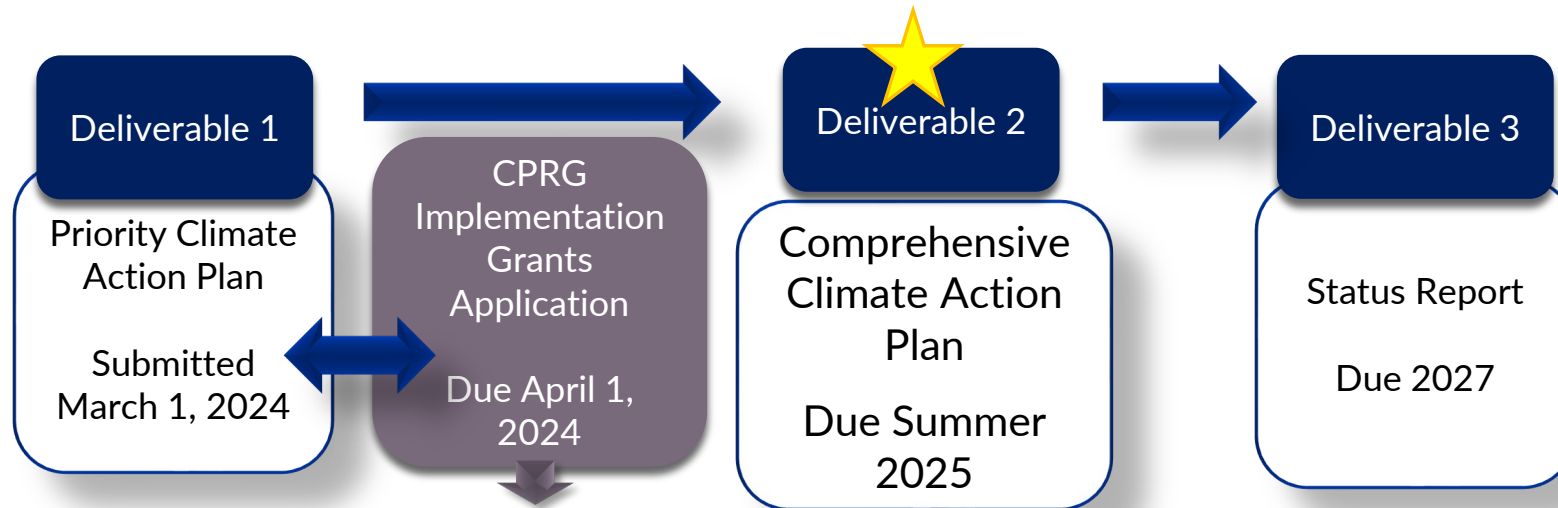 Deliverable 1
Priority Climate
Action Plan
Submitted
March 1, 2024
CPRG
Implementation
Grants
Application
Due April 1,
2024
Deliverable 2
Comprehensive
Climate Action
Plan
Due Summer
2025
Deliverable 3
Status Report
Due 2027